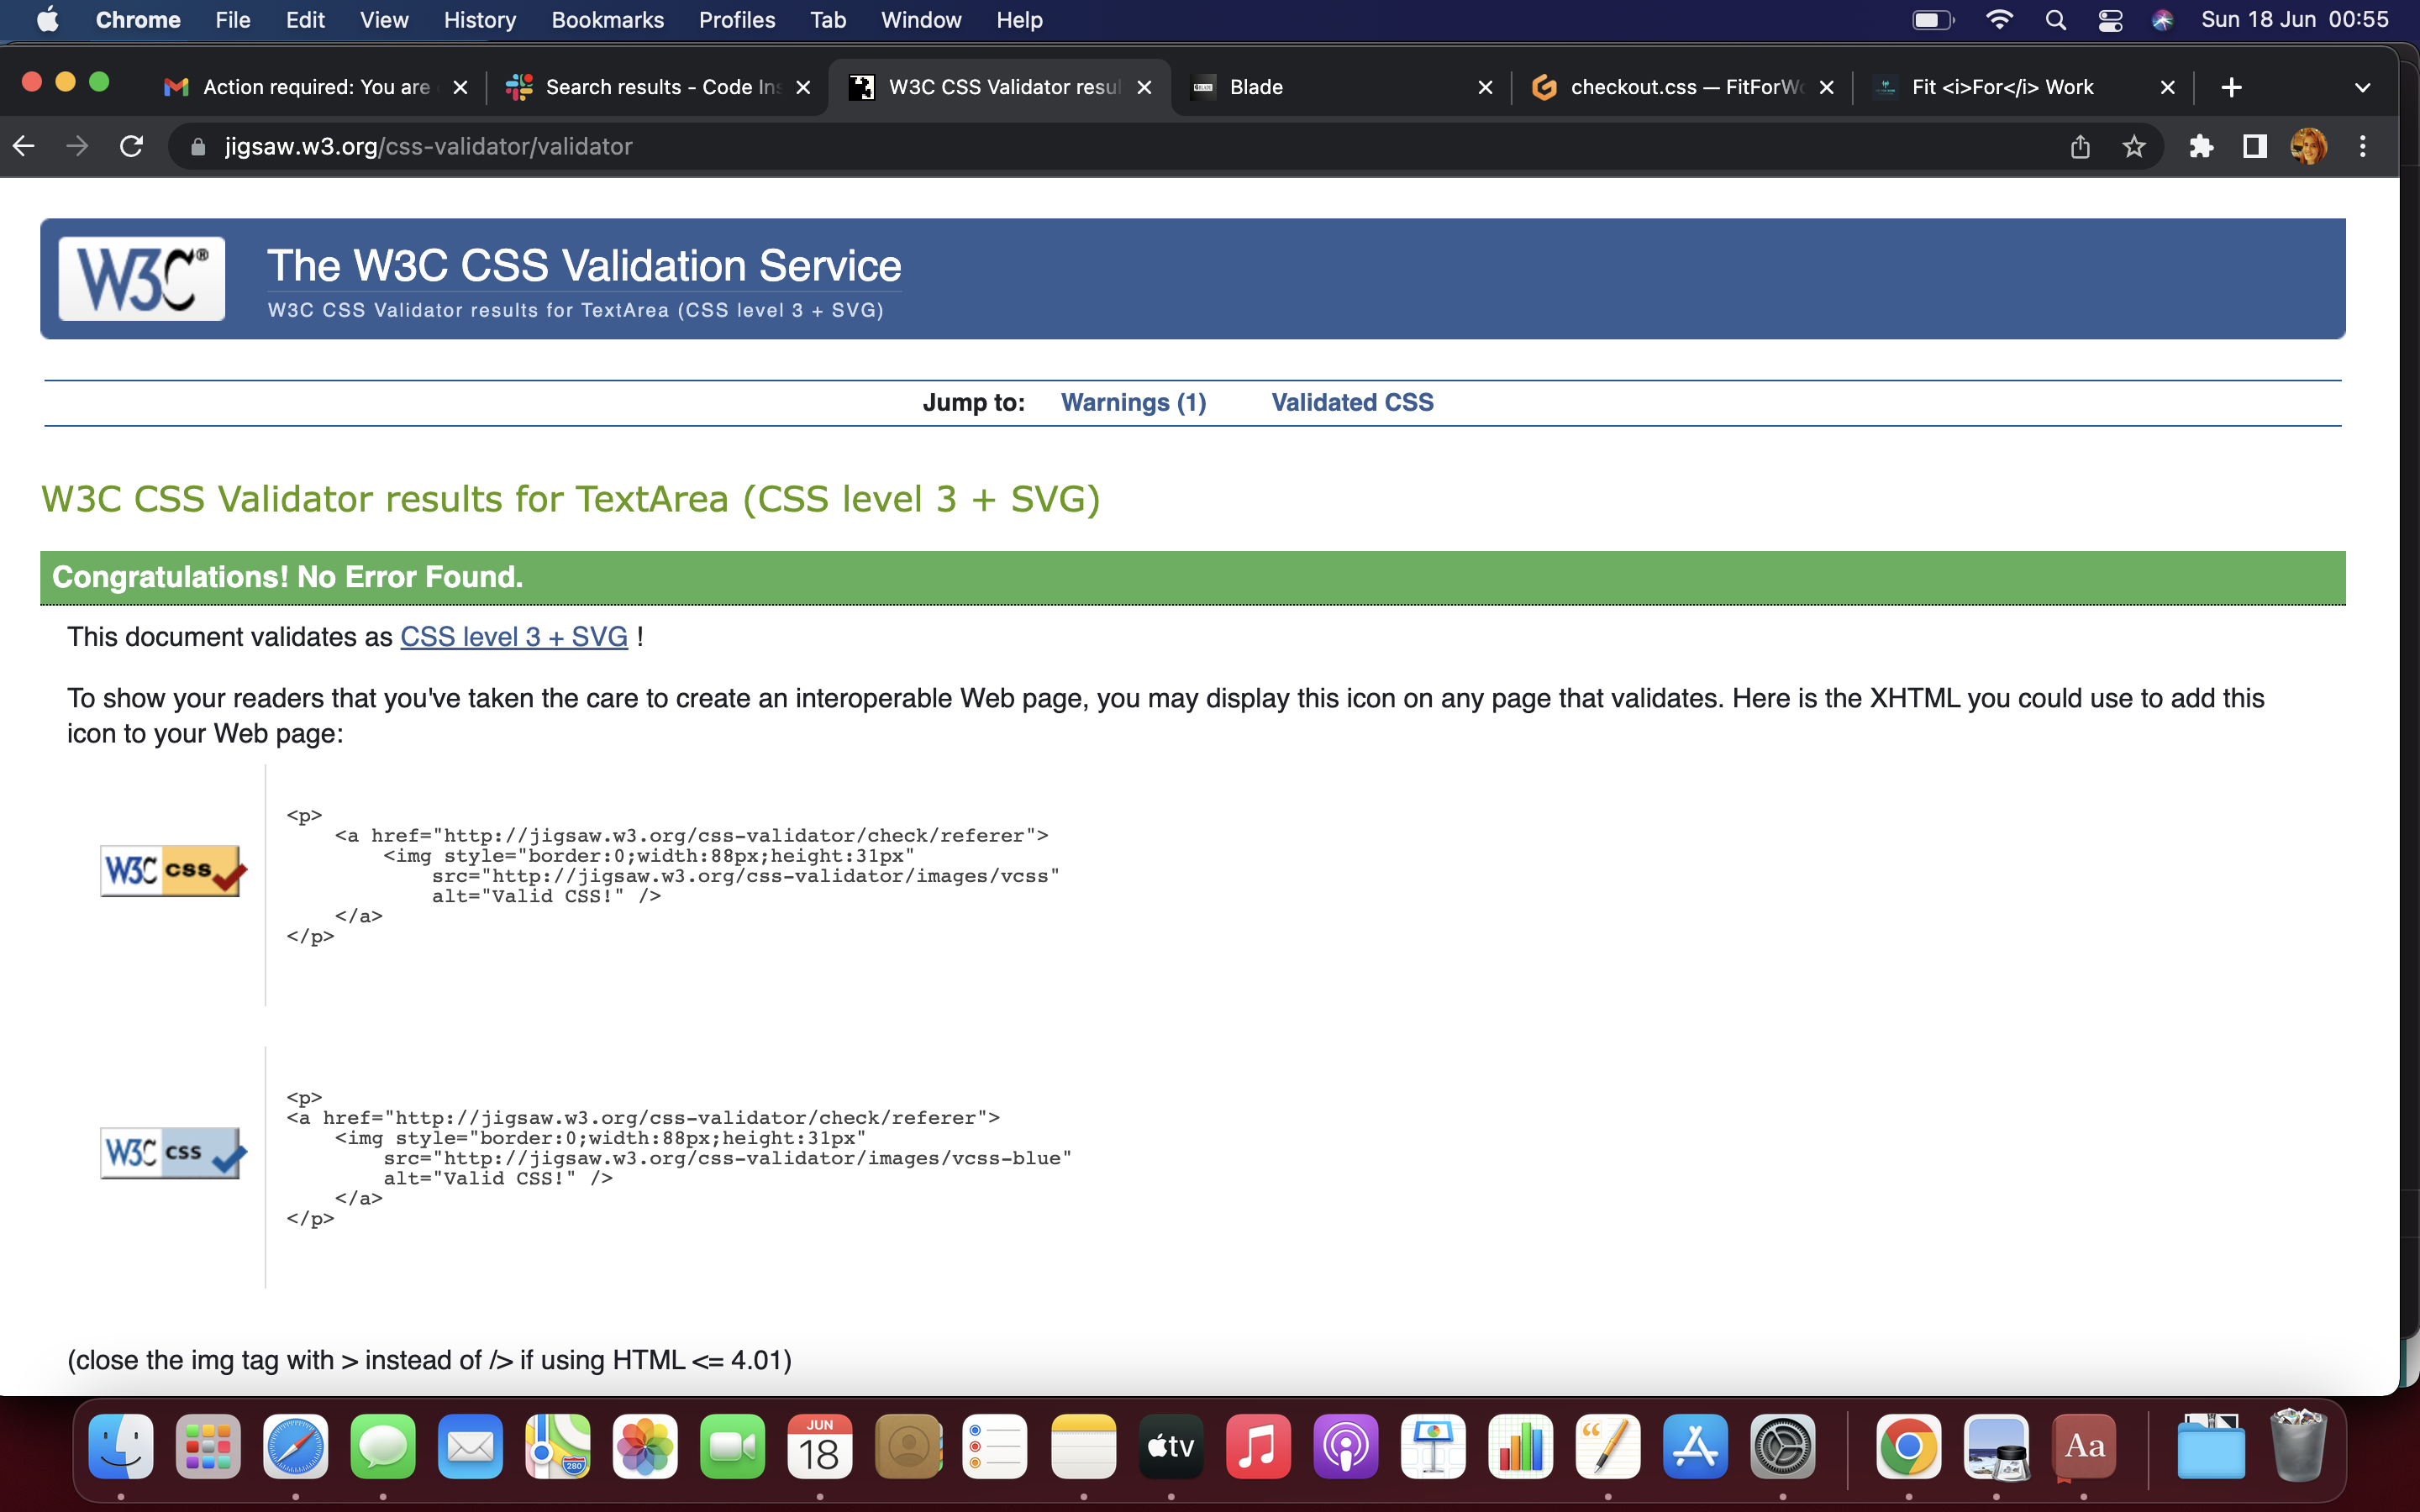 Chrome File Edit View History Bookmarks Profiles Tab Window Help Sun 18 Jun 00:55
Action required: You are Search results - Code Ins W3C CSS Validator resul Blade checkout.css — FitForWo Fit <i>For</i> Work
jigsaw.w3.org/css-validator/validator
W3C® The W3C CSS Validation Service
W3C CSS Validator results for TextArea (CSS level 3 + SVG)
Jump to: Warnings (1) Validated CSS
W3C CSS Validator results for TextArea (CSS level 3 + SVG)
Congratulations! No Error Found.
This document validates as CSS level 3 + SVG !
To show your readers that you've taken the care to create an interoperable Web page, you may display this icon on any page that validates. Here is the XHTML you could use to add this
icon to your Web page:
<p>
<a href="http://jigsaw.w3.org/css-validator/check/referer">
<img style="border:0;width:88px;height:31px"
W3C css
src="http://jigsaw.w3.org/css-validator/images/vcss"
alt="Valid CSS!" />
</a>
</p>
<p>
<a href="http://jigsaw.w3.org/css-validator/check/referer">
<img style="border:0;width:88px;height:31px"
W3C css
src="http://jigsaw.w3.org/css-validator/images/vcss-blue"
alt="Valid CSS!" />
</a>
</p>
(close the img tag with > instead of /> if using HTML <= 4.01)
JUN
18
280
tv
Aa